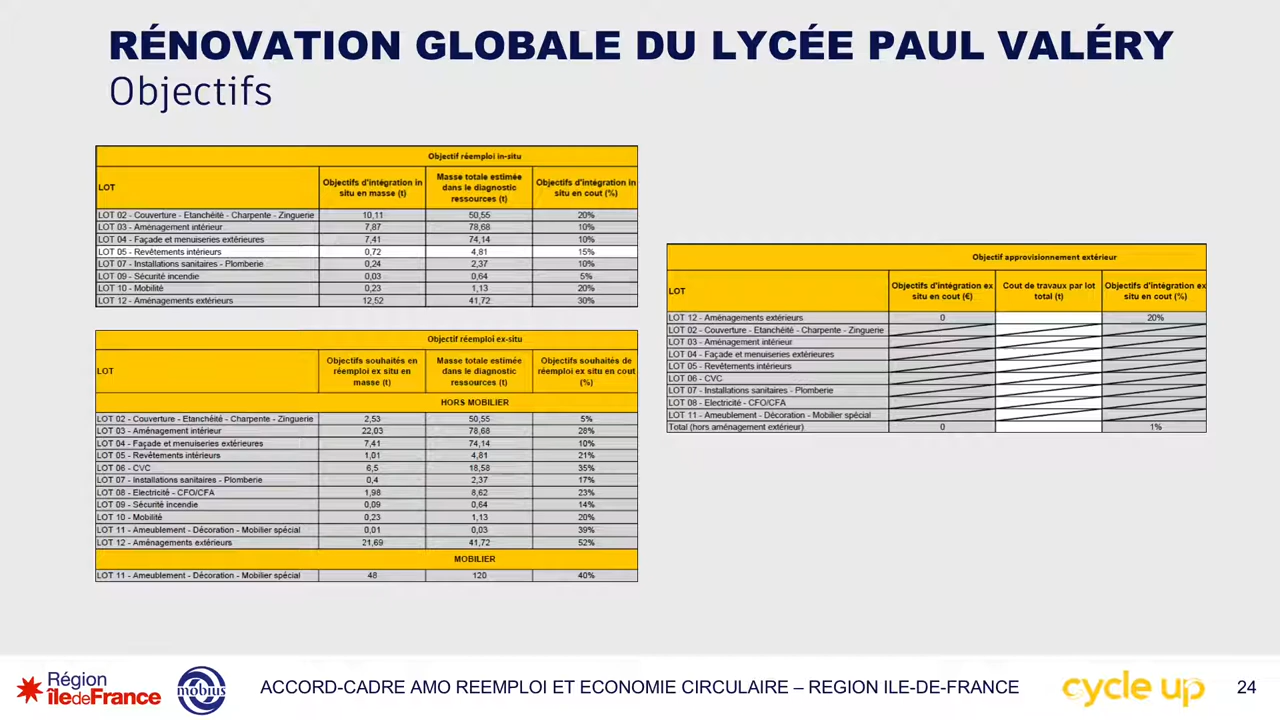 RÉNOVATION GLOBALE DU LYCÉE PAUL VALÉRY
Objectifs
Objectif réemploi in-situ
LOT | Objectifs d'intégration in situ en masse (t) | Masse totale estimée dans le diagnostic ressources (t) | Objectifs d'intégration in situ en cout (%)
LOT 02 - Couverture - Etanchéité - Charpente - Zinguerie | 10,11 | 50,55 | 20%
LOT 03 - Aménagement intérieur | 7,87 | 78,68 | 10%
LOT 04 - Façade et menuiseries extérieures | 7,41 | 74,14 | 10%
LOT 05 - Revêtements intérieurs | 0,72 | 4,81 | 15%
LOT 07 - Installations sanitaires - Plomberie | 0,24 | 2,37 | 10%
LOT 09 - Sécurité incendie | 0,03 | 0,64 | 5%
LOT 10 - Mobilité | 0,23 | 1,13 | 20%
LOT 12 - Aménagements extérieurs | 12,52 | 41,72 | 30%
Objectif réemploi ex-situ
LOT | Objectifs souhaités en réemploi ex situ en masse (t) | Masse totale estimée dans le diagnostic ressources (t) | Objectifs souhaités de réemploi ex situ en cout (%)
HORS MOBILIER
LOT 02 - Couverture - Etanchéité - Charpente - Zinguerie | 2,53 | 50,55 | 5%
LOT 03 - Aménagement intérieur | 22,03 | 78,68 | 28%
LOT 04 - Façade et menuiseries extérieures | 7,41 | 74,14 | 10%
LOT 05 - Revêtements intérieurs | 1,01 | 4,81 | 21%
LOT 06 - CVC | 6,5 | 18,58 | 35%
LOT 07 - Installations sanitaires - Plomberie | 0,4 | 2,37 | 17%
LOT 08 - Electricité - CFO/CFA | 1,98 | 8,62 | 23%
LOT 09 - Sécurité incendie | 0,09 | 0,64 | 14%
LOT 10 - Mobilité | 0,23 | 1,13 | 20%
LOT 11 - Ameublement - Décoration - Mobilier spécial | 0,01 | 0,03 | 39%
LOT 12 - Aménagements extérieurs | 21,69 | 41,72 | 52%
MOBILIER
LOT 11 - Ameublement - Décoration - Mobilier spécial | 48 | 120 | 40%
Objectif approvisionnement extérieur
LOT | Objectifs d'intégration ex situ en cout (€) | Cout de travaux par lot total (t) | Objectifs d'intégration ex situ en cout (%)
LOT 12 - Aménagements extérieurs | 0 | 20%
LOT 02 - Couverture - Etanchéité - Charpente - Zinguerie
LOT 03 - Aménagement intérieur
LOT 04 - Façade et menuiseries extérieures
LOT 05 - Revêtements intérieurs
LOT 06 - CVC
LOT 07 - Installations sanitaires - Plomberie
LOT 08 - Electricité - CFO/CFA
LOT 11 - Ameublement - Décoration - Mobilier spécial
Total (hors aménagement extérieur) | 0 | 1%
Région
îledeFrance
mobius
ACCORD-CADRE AMO REEMPLOI ET ECONOMIE CIRCULAIRE – REGION ILE-DE-FRANCE
cycle up
24